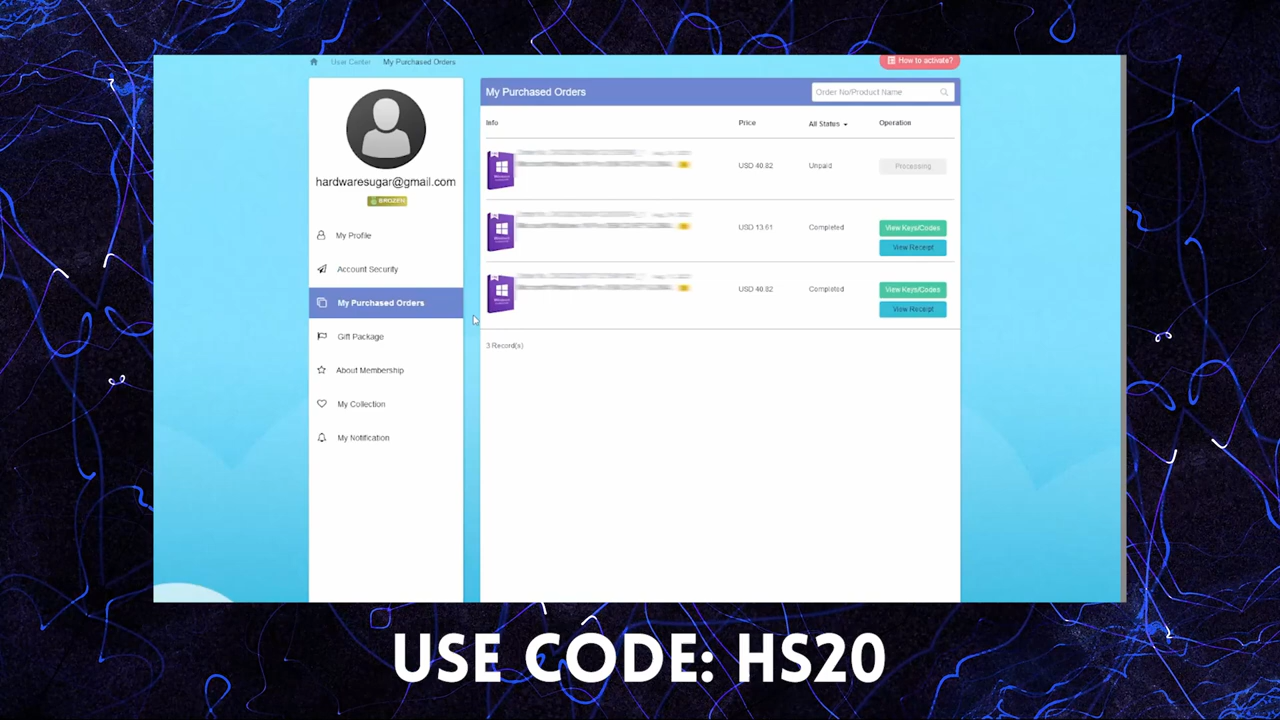 User Center My Purchased Orders
How to activate?
My Purchased Orders
Order No/Product Name
Info Price All Status Operation
hardwaresugar@gmail.com
BROZEN
USD 40.82 Unpaid Processing
USD 13.61 Completed View Keys/Codes
View Receipt
USD 40.82 Completed View Keys/Codes
View Receipt
3 Record(s)
My Profile
Account Security
My Purchased Orders
Gift Package
About Membership
My Collection
My Notification
USE CODE: HS20